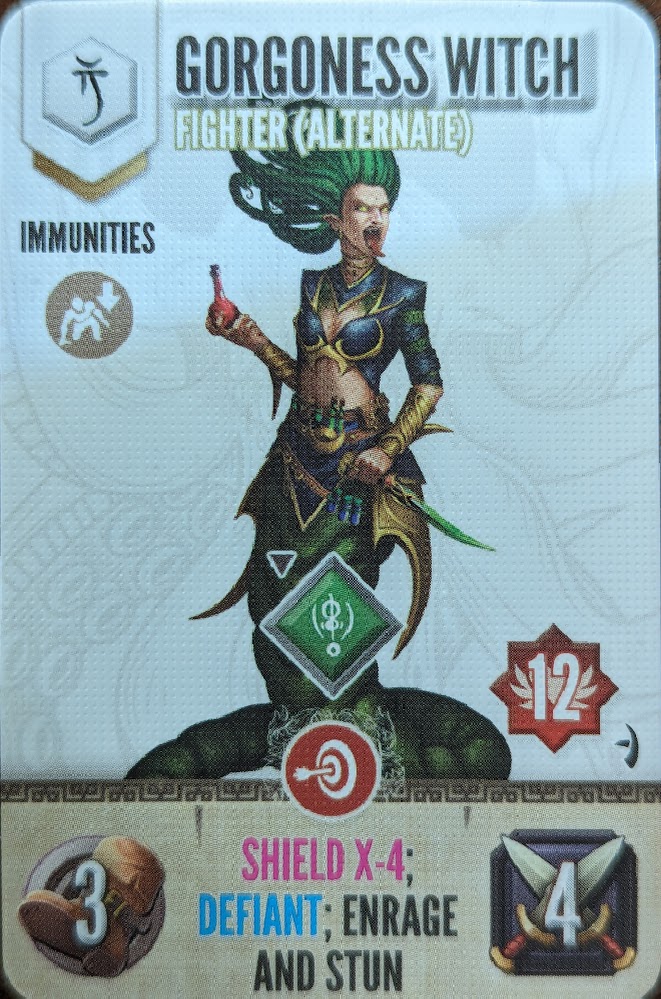 GORGONESS WITCH
FIGHTER (ALTERNATE)
IMMUNITIES
12
3
SHIELD X-4;
DEFIANT; ENRAGE
AND STUN
4